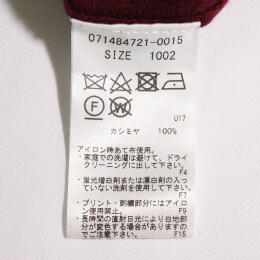 071484721-0015
SIZE 1002
F
W
U17
カシミヤ 100%
アイロン時あて布使用。
・家庭での洗濯は避けて、ドライ
クリーニングに出して下さい。
F4
・蛍光増白剤または漂白剤の入っ
ていない洗剤を使用して下さい。
F7
・プリント・刺繍部分にはアイロ
ン使用不可。
F9
・長時間の直射日光により白地部
分が変色する場合がありますの
でご注意下さい。
F15